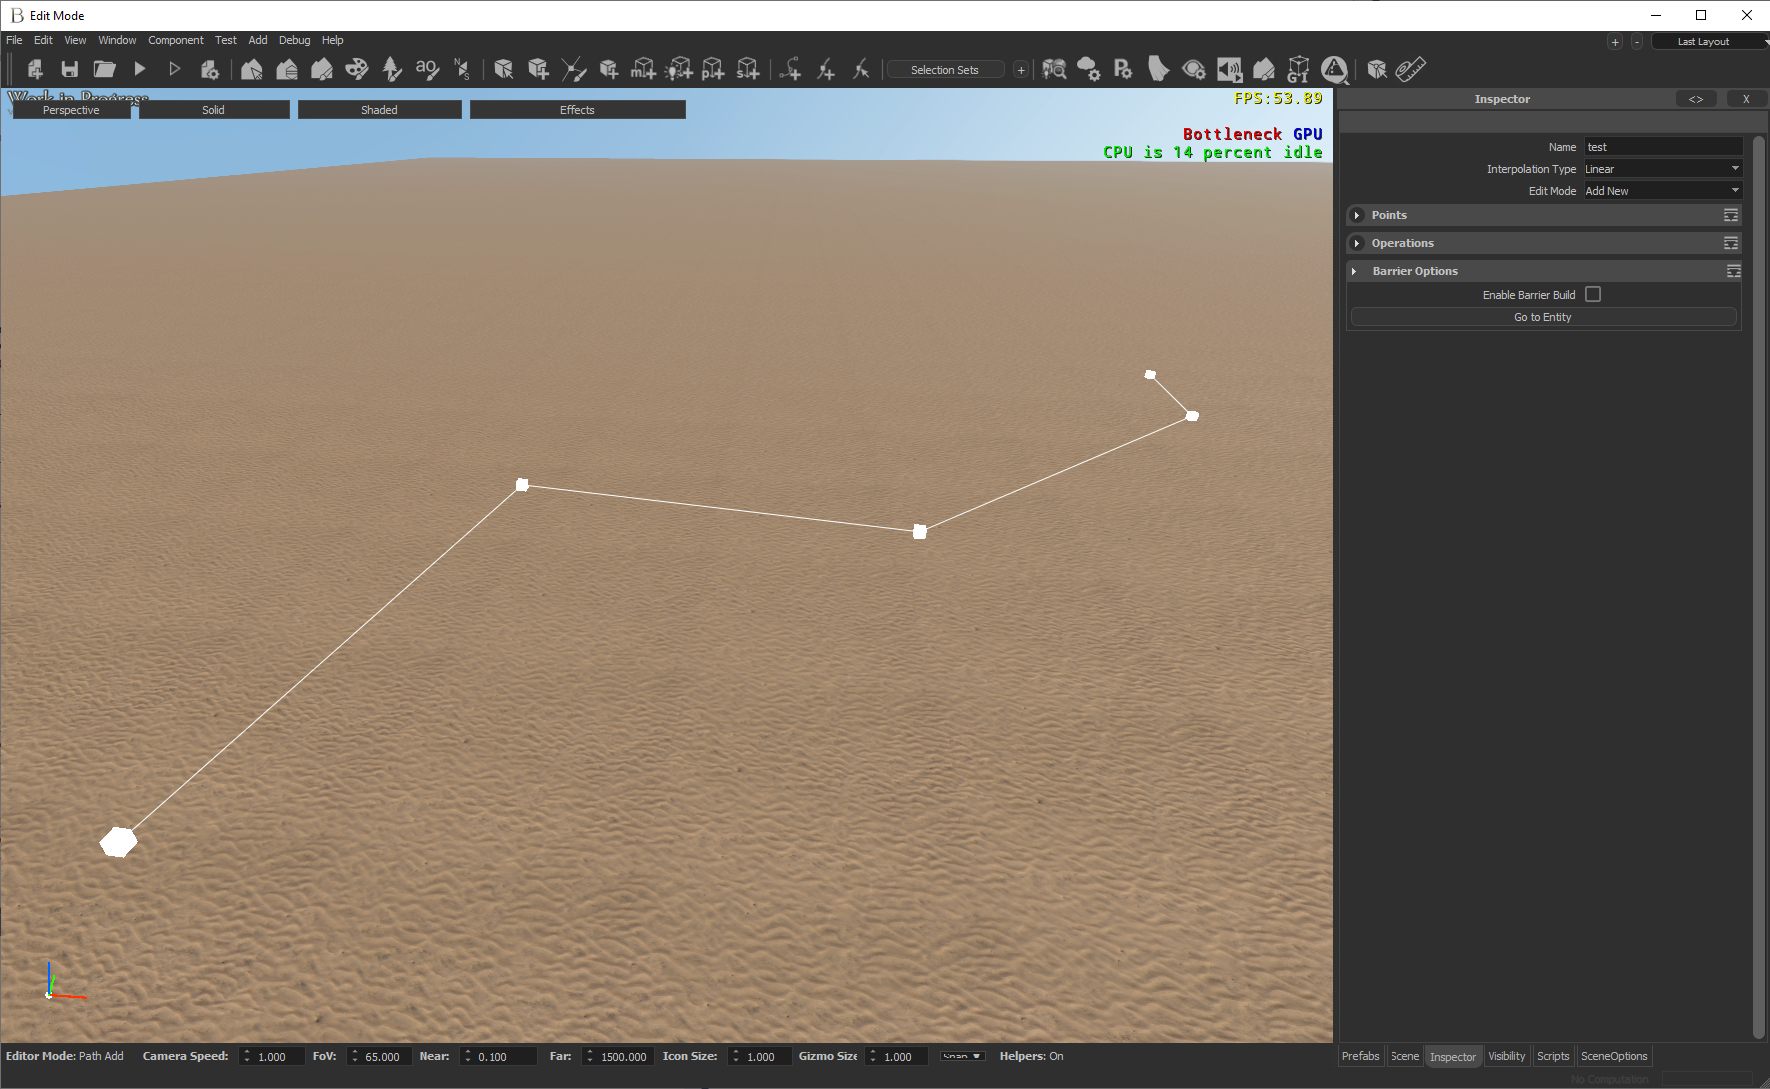 Edit Mode
File Edit View Window Component Test Add Debug Help
+ - Last Layout
Selection Sets +
Work in Progress
Perspective Solid Shaded Effects
FPS:53.89
Bottleneck GPU
CPU is 14 percent idle
Inspector <> X
Name test
Interpolation Type Linear
Edit Mode Add New
Points
Operations
Barrier Options
Enable Barrier Build
Go to Entity
Editor Mode: Path Add Camera Speed: 1.000 FoV: 65.000 Near: 0.100 Far: 1500.000 Icon Size: 1.000 Gizmo Size 1.000 Snap Helpers: On
Prefabs Scene Inspector Visibility Scripts SceneOptions
No Computation